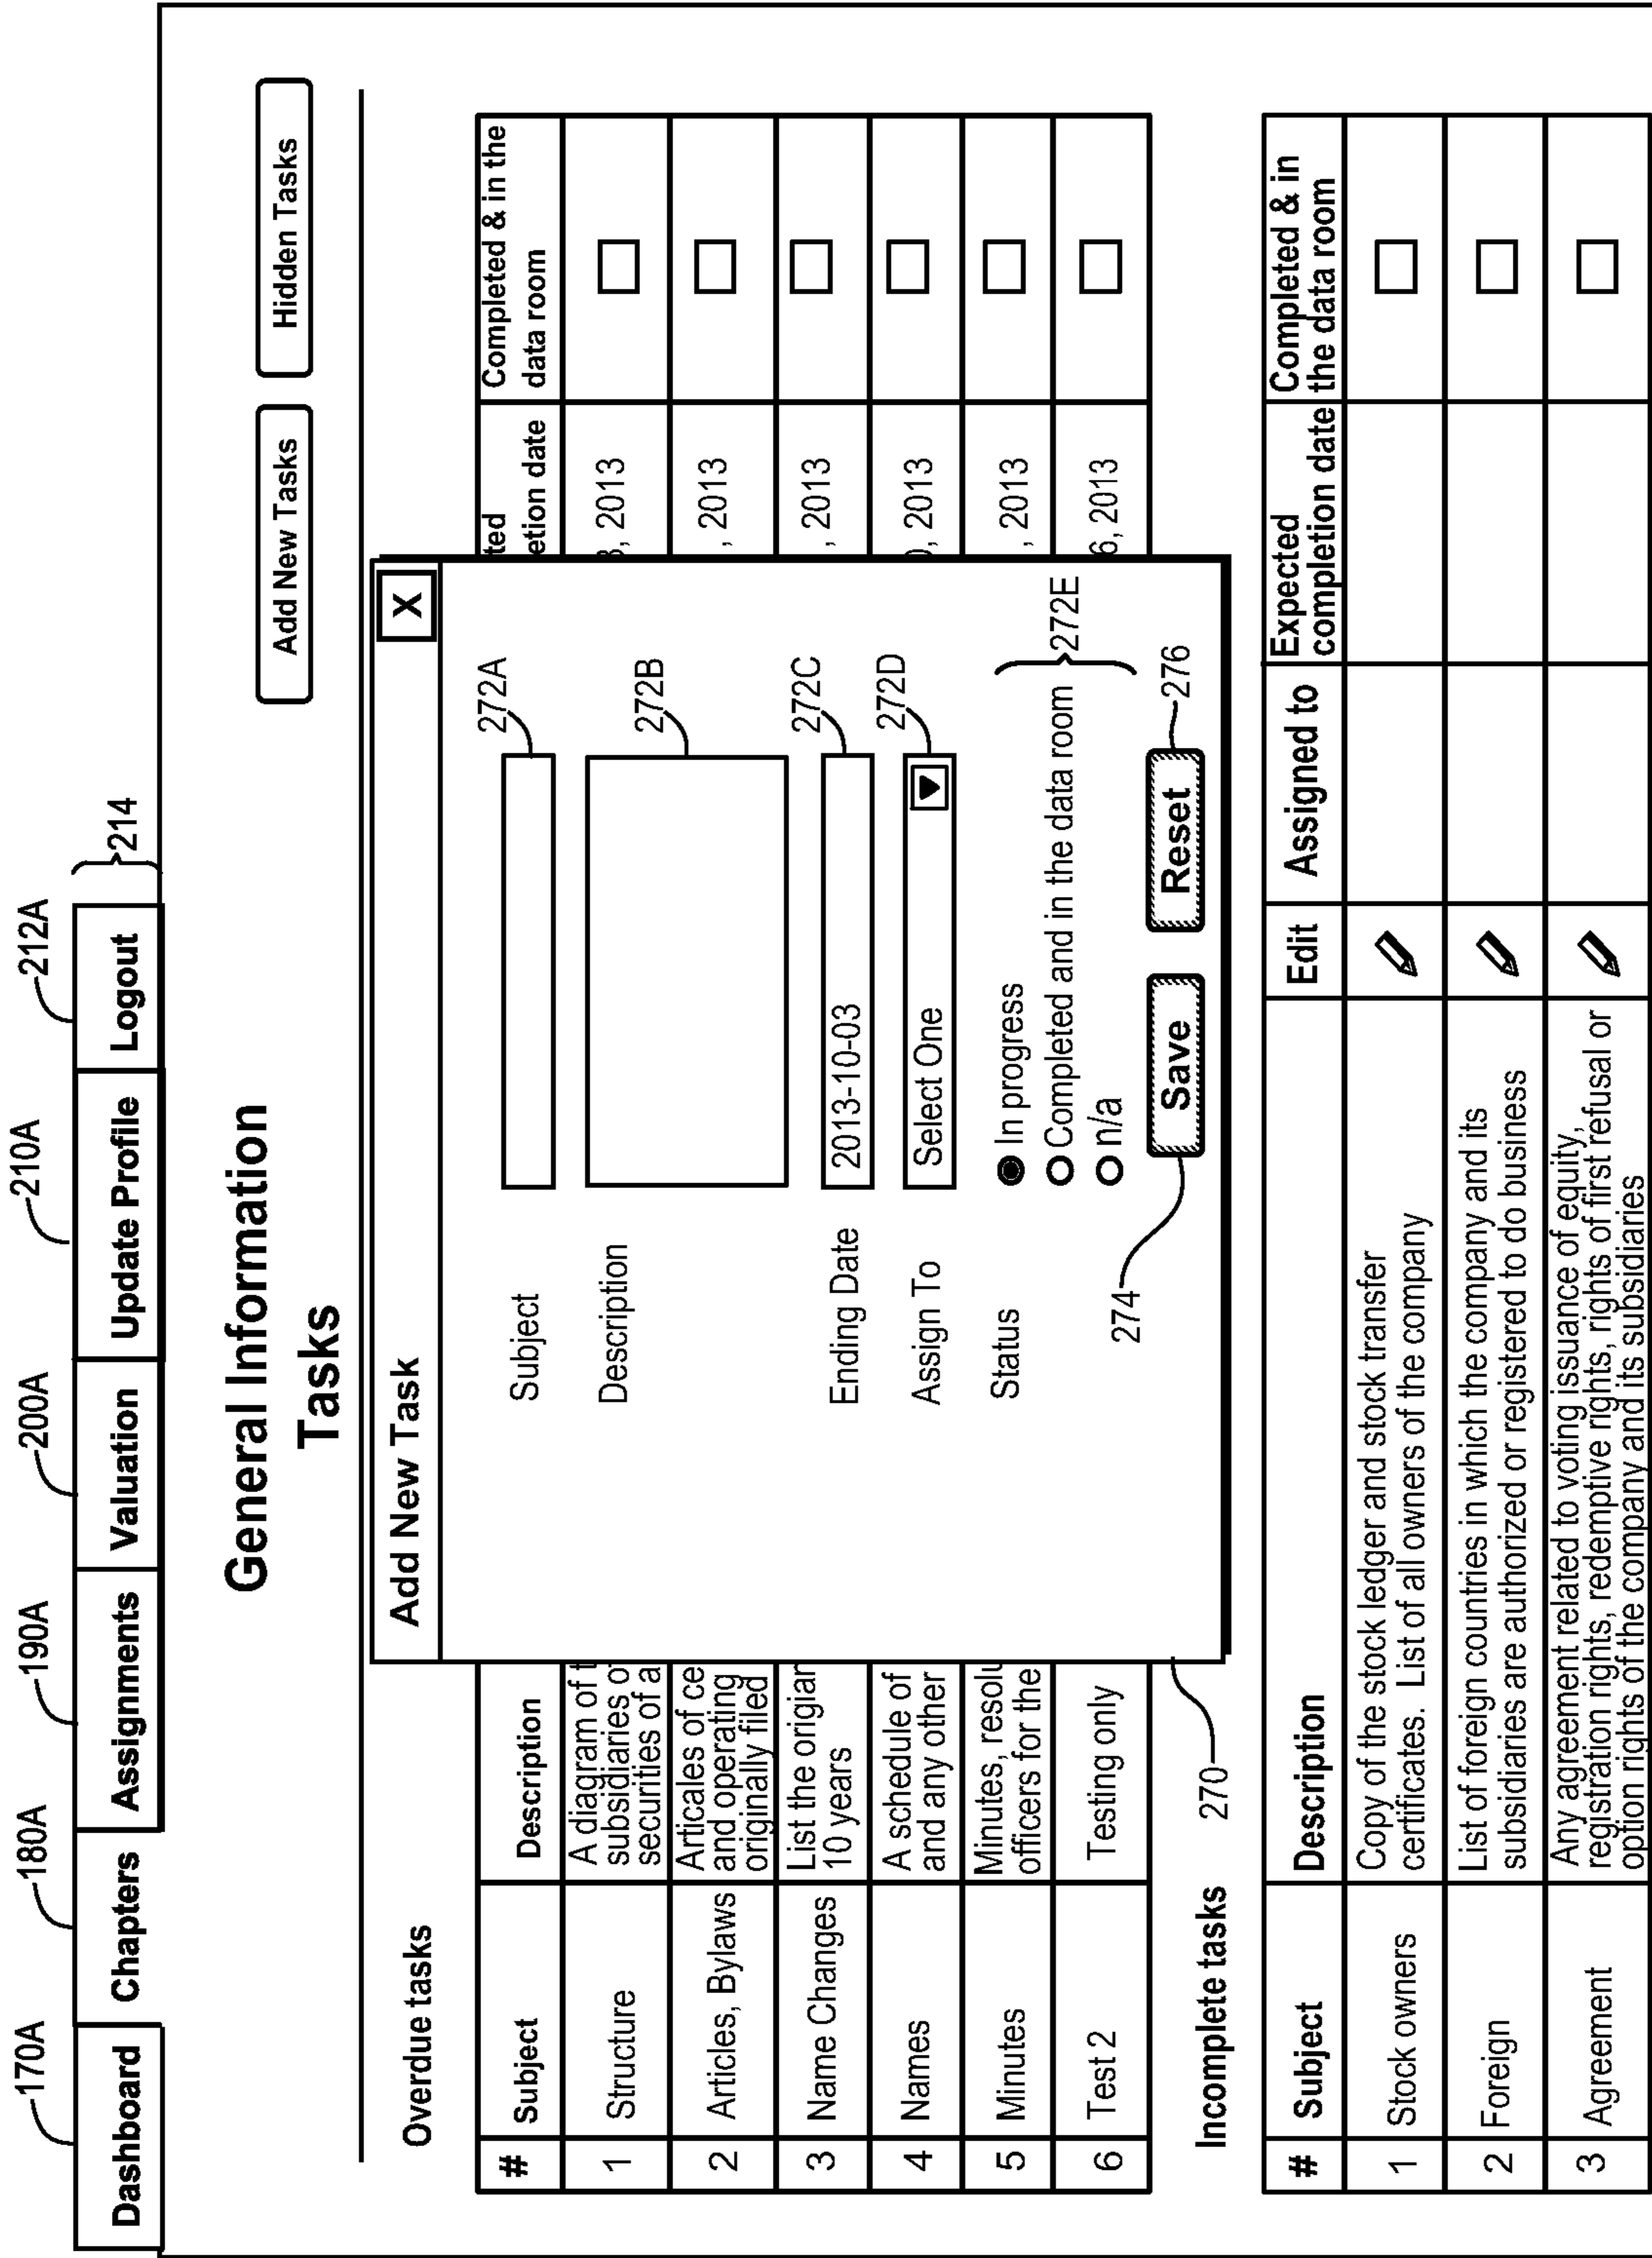 170A 180A 190A 200A 210A 212A
Dashboard Chapters Assignments Valuation Update Profile Logout 214
General Information
Tasks
Add New Tasks Hidden Tasks
Overdue tasks
# Subject Description ted etion date Completed & in the data room
1 Structure A diagram of t
subsidiaries o
securities of a
, 2013
2 Articles, Bylaws Articales of ce
and operating
originally filed
, 2013
3 Name Changes List the origian
10 years
, 2013
4 Names A schedule of
and any other
, 2013
5 Minutes Minutes, resolu
officers for the
, 2013
6 Test 2 Testing only 6, 2013
Add New Task X
Subject 272A
Description 272B
Ending Date 2013-10-03 272C
Assign To Select One 272D
Status In progress
Completed and in the data room 272E
n/a
274 Save Reset 276
270
Incomplete tasks
# Subject Description Edit Assigned to Expected completion date Completed & in the data room
1 Stock owners Copy of the stock ledger and stock transfer
certificates. List of all owners of the company
2 Foreign List of foreign countries in which the company and its
subsidiaries are authorized or registered to do business
3 Agreement Any agreement related to voting issuance of equity,
registration rights, redemptive rights, rights of first refusal or
option rights of the company and its subsidiaries